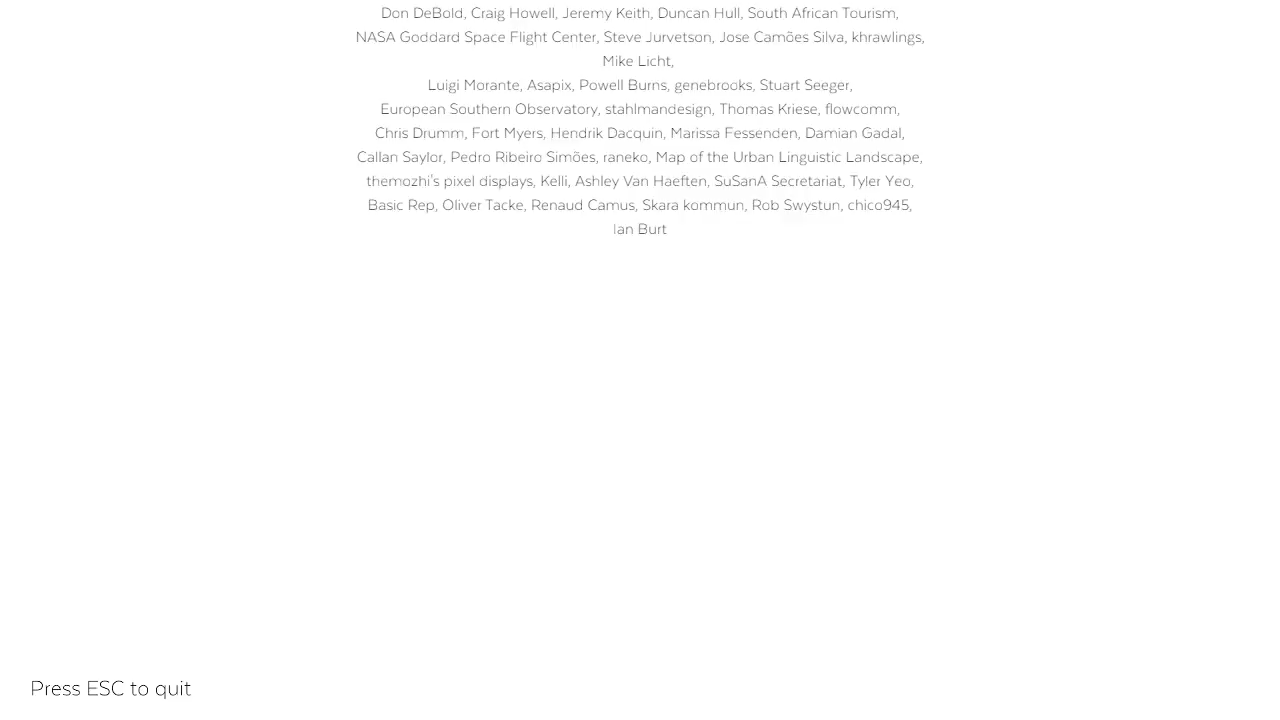 Don DeBold, Craig Howell, Jeremy Keith, Duncan Hull, South African Tourism,
NASA Goddard Space Flight Center, Steve Jurvetson, Jose Camões Silva, khrawlings,
Mike Licht,
Luigi Morante, Asapix, Powell Burns, genebrooks, Stuart Seeger,
European Southern Observatory, stahlmandesign, Thomas Kriese, flowcomm,
Chris Drumm, Fort Myers, Hendrik Dacquin, Marissa Fessenden, Damian Gadal,
Callan Saylor, Pedro Ribeiro Simões, raneko, Map of the Urban Linguistic Landscape,
themozhi's pixel displays, Kelli, Ashley Van Haeften, SuSanA Secretariat, Tyler Yeo,
Basic Rep, Oliver Tacke, Renaud Camus, Skara kommun, Rob Swystun, chico945,
Ian Burt
Press ESC to quit